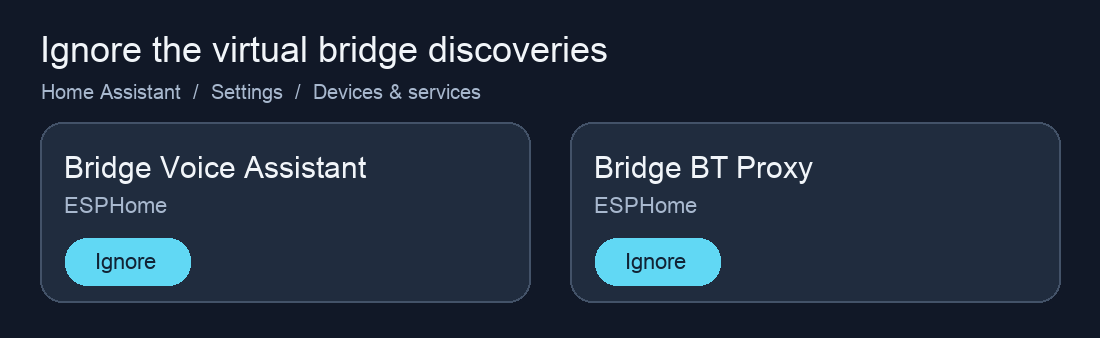 Ignore the virtual bridge discoveries
Home Assistant / Settings / Devices & services
Bridge Voice Assistant
ESPHome
Ignore
Bridge BT Proxy
ESPHome
Ignore